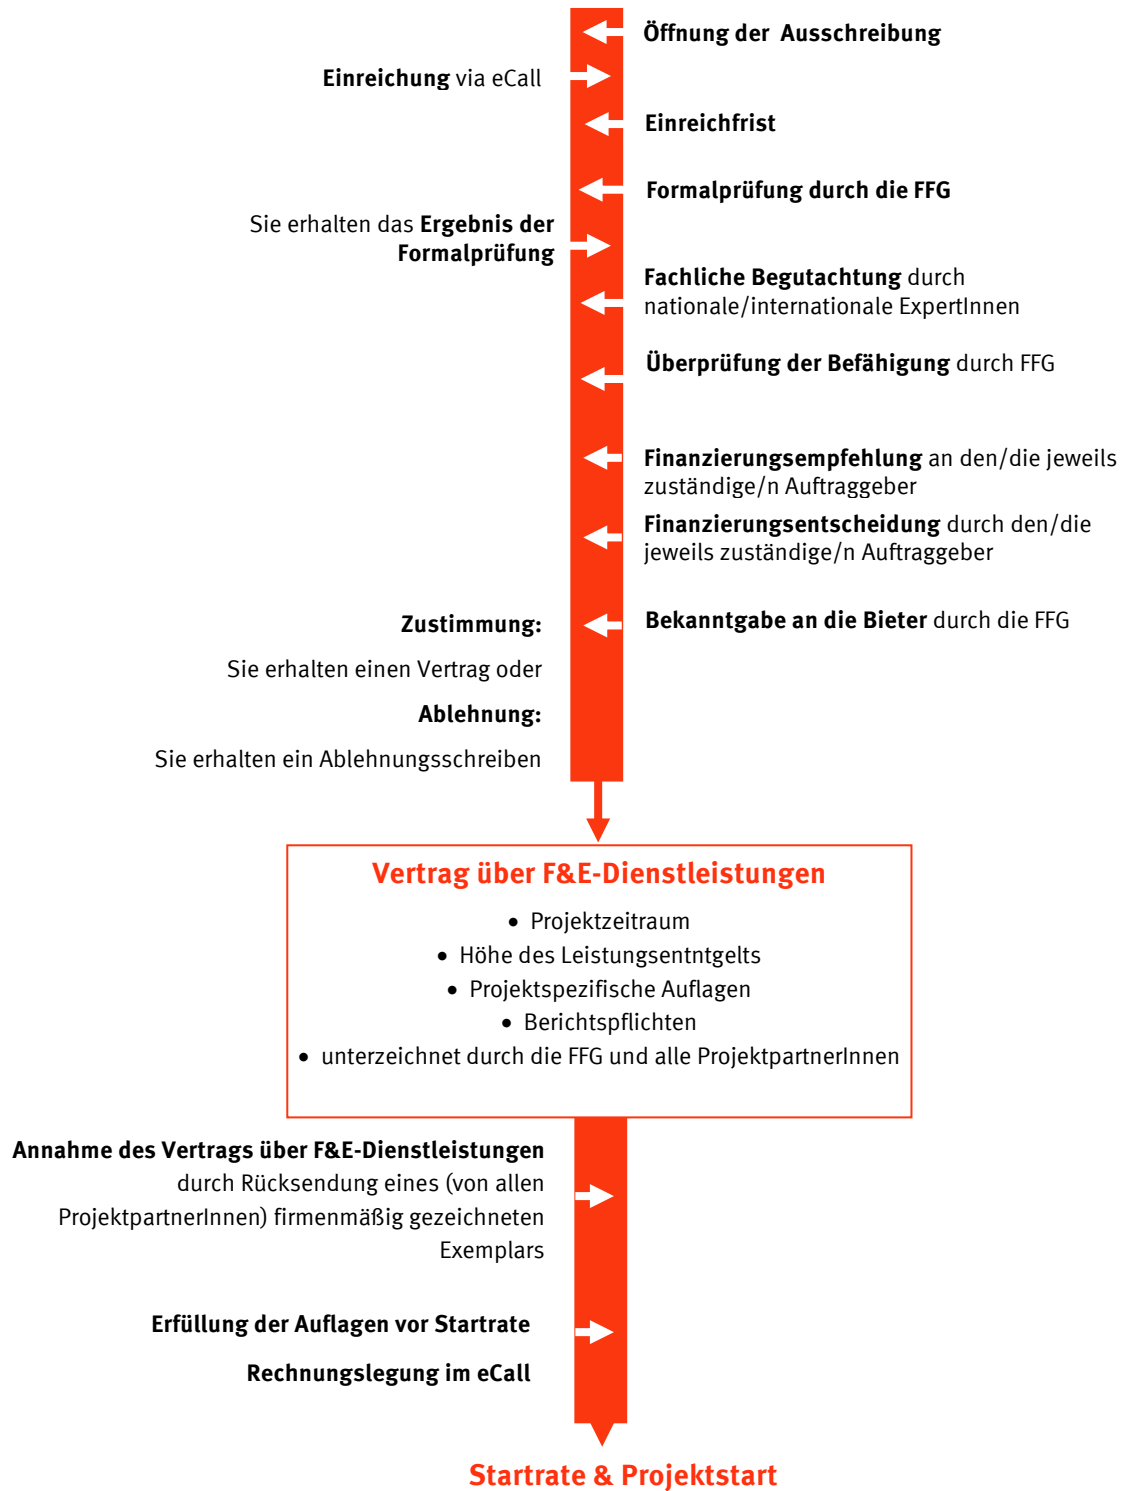 Öffnung der Ausschreibung
Einreichung via eCall
Einreichfrist
Formalprüfung durch die FFG
Sie erhalten das Ergebnis der
Formalprüfung
Fachliche Begutachtung durch
nationale/internationale ExpertInnen
Überprüfung der Befähigung durch FFG
Finanzierungsempfehlung an den/die jeweils
zuständige/n Auftraggeber
Finanzierungsentscheidung durch den/die
jeweils zuständige/n Auftraggeber
Bekanntgabe an die Bieter durch die FFG
Zustimmung:
Sie erhalten einen Vertrag oder
Ablehnung:
Sie erhalten ein Ablehnungsschreiben
Vertrag über F&E-Dienstleistungen
• Projektzeitraum
• Höhe des Leistungsentntgelts
• Projektspezifische Auflagen
• Berichtspflichten
• unterzeichnet durch die FFG und alle ProjektpartnerInnen
Annahme des Vertrags über F&E-Dienstleistungen
durch Rücksendung eines (von allen
ProjektpartnerInnen) firmenmäßig gezeichneten
Exemplars
Erfüllung der Auflagen vor Startrate
Rechnungslegung im eCall
Startrate & Projektstart